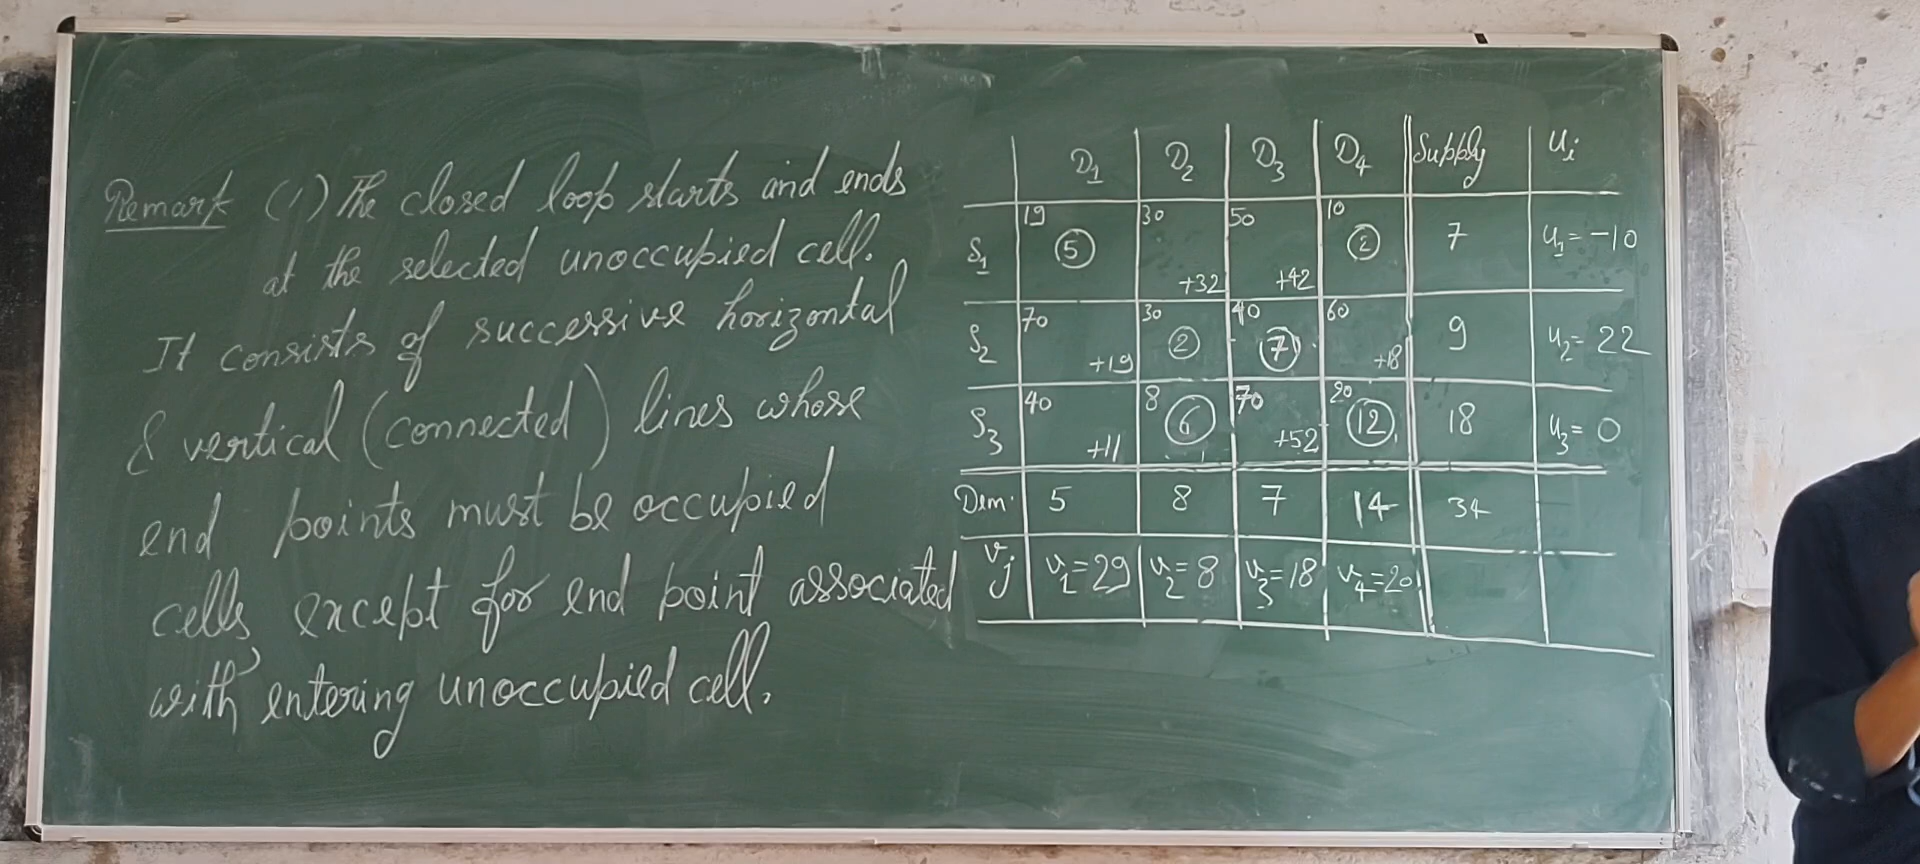 Remark (1) The closed loop starts and ends
at the selected unoccupied cell.
It consists of successive horizontal
& vertical (connected) lines whose
end points must be occupied
cells, except for end point associated
with entering unoccupied cell.
D1 D2 D3 D4 Supply ui
19 30 50 10
S1 5 2 7 u1 = -10
+32 +42
70 30 40 60
S2 2 7 9 u2 = 22
+19 +18
40 8 70 20
S3 6 12 18 u3 = 0
+11 +52
Dem. 5 8 7 14 34
vj v1 = 29 v2 = 8 v3 = 18 v4 = 20